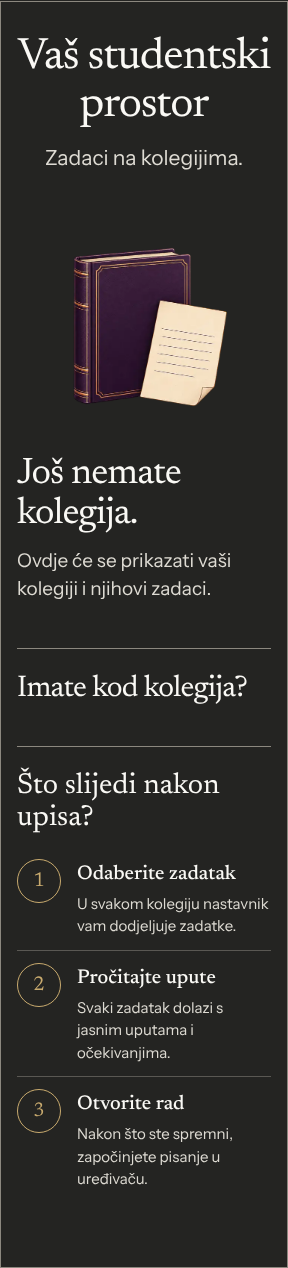 Vaš studentski
prostor
Zadaci na kolegijima.
Još nemate
kolegija.
Ovdje će se prikazati vaši
kolegiji i njihovi zadaci.
Imate kod kolegija?
Što slijedi nakon
upisa?
1
Odaberite zadatak
U svakom kolegiju nastavnik
vam dodjeljuje zadatke.
2
Pročitajte upute
Svaki zadatak dolazi s
jasnim uputama i
očekivanjima.
3
Otvorite rad
Nakon što ste spremni,
započinjete pisanje u
uređivaču.